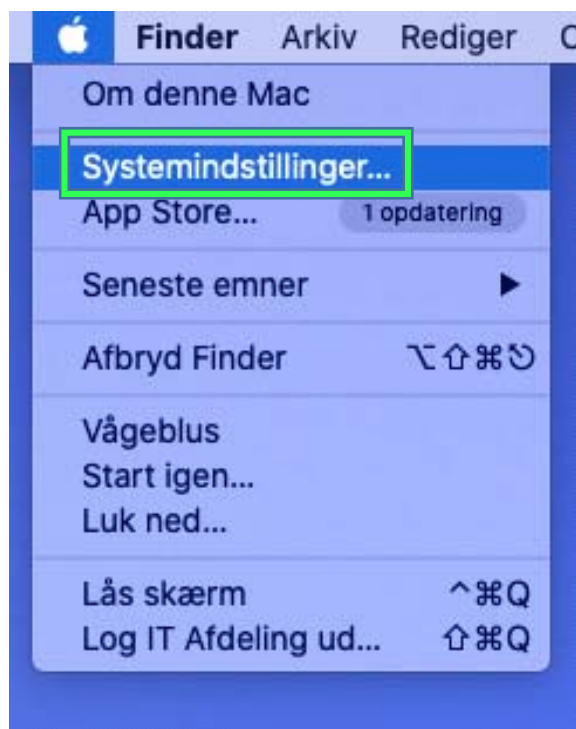 Finder Arkiv Rediger
Om denne Mac
Systemindstillinger...
App Store... 1 opdatering
Seneste emner ▶
Afbryd Finder ⌥⇧⌘⎋
Vågeblus
Start igen...
Luk ned...
Lås skærm ^⌘Q
Log IT Afdeling ud... ⇧⌘Q